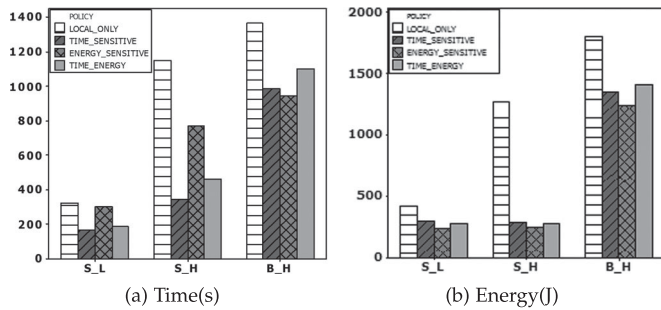 POLICY
LOCAL_ONLY
TIME_SENSITIVE
ENERGY_SENSITIVE
TIME_ENERGY
1400
1200
1000
800
600
400
200
0
S_L S_H B_H
(a) Time(s)
POLICY
LOCAL_ONLY
TIME_SENSITIVE
ENERGY_SENSITIVE
TIME_ENERGY
2000
1500
1000
500
0
S_L S_H B_H
(b) Energy(J)